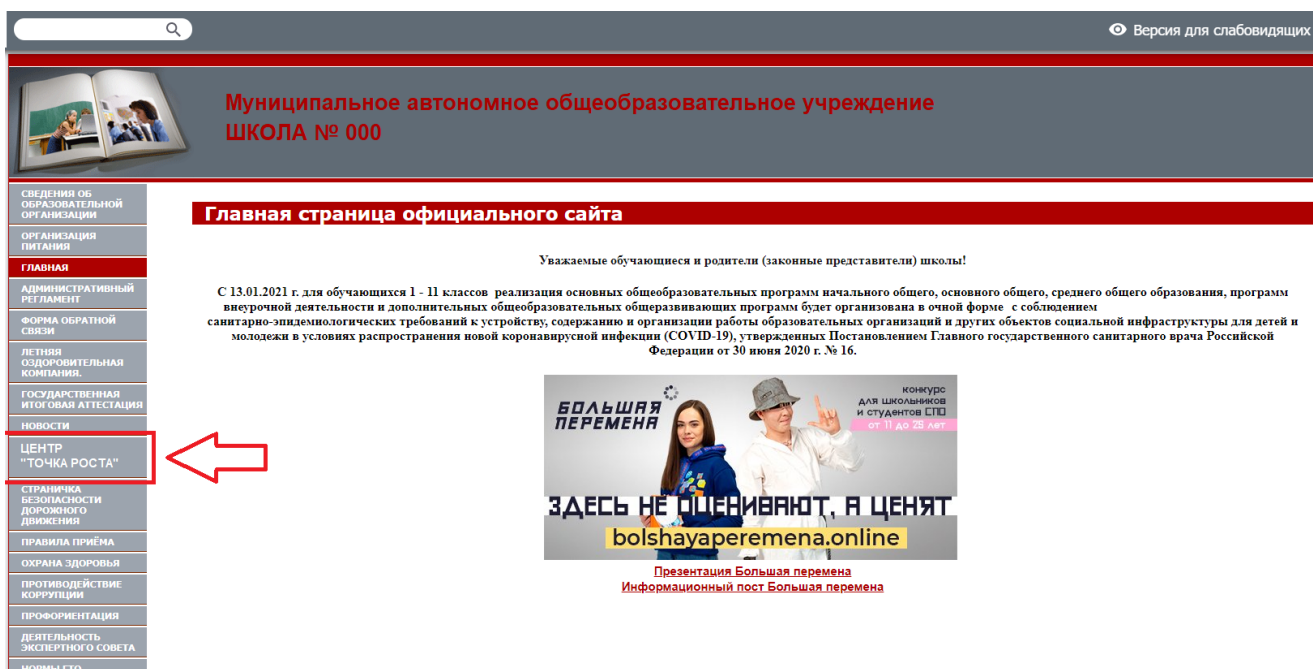 Версия для слабовидящих
Муниципальное автономное общеобразовательное учреждение
ШКОЛА № 000
СВЕДЕНИЯ ОБ
ОБРАЗОВАТЕЛЬНОЙ
ОРГАНИЗАЦИИ
ОРГАНИЗАЦИЯ
ПИТАНИЯ
ГЛАВНАЯ
АДМИНИСТРАТИВНЫЙ
РЕГЛАМЕНТ
ФОРМА ОБРАТНОЙ
СВЯЗИ
ЛЕТНЯЯ
ОЗДОРОВИТЕЛЬНАЯ
КОМПАНИЯ.
ГОСУДАРСТВЕННАЯ
ИТОГОВАЯ АТТЕСТАЦИЯ
НОВОСТИ
ЦЕНТР
"ТОЧКА РОСТА"
СТРАНИЧКА
БЕЗОПАСНОСТИ
ДОРОЖНОГО
ДВИЖЕНИЯ
ПРАВИЛА ПРИЁМА
ОХРАНА ЗДОРОВЬЯ
ПРОТИВОДЕЙСТВИЕ
КОРРУПЦИИ
ПРОФОРИЕНТАЦИЯ
ДЕЯТЕЛЬНОСТЬ
ЭКСПЕРТНОГО СОВЕТА
НОРМЫ ГТО
Главная страница официального сайта
Уважаемые обучающиеся и родители (законные представители) школы!
С 13.01.2021 г. для обучающихся 1 - 11 классов реализация основных общеобразовательных программ начального общего, основного общего, среднего общего образования, программ
внеурочной деятельности и дополнительных общеобразовательных общеразвивающих программ будет организована в очной форме с соблюдением
санитарно-эпидемиологических требований к устройству, содержанию и организации работы образовательных организаций и других объектов социальной инфраструктуры для детей и
молодежи в условиях распространения новой коронавирусной инфекции (COVID-19), утвержденных Постановлением Главного государственного санитарного врача Российской
Федерации от 30 июня 2020 г. № 16.
БОЛЬШАЯ
ПЕРЕМЕНА
конкурс
для школьников
и студентов СПО
от 11 до 25 лет
ЗДЕСЬ НЕ ОЦЕНИВАЮТ, А ЦЕНЯТ
bolshayaperemena.online
Презентация Большая перемена
Информационный пост Большая перемена